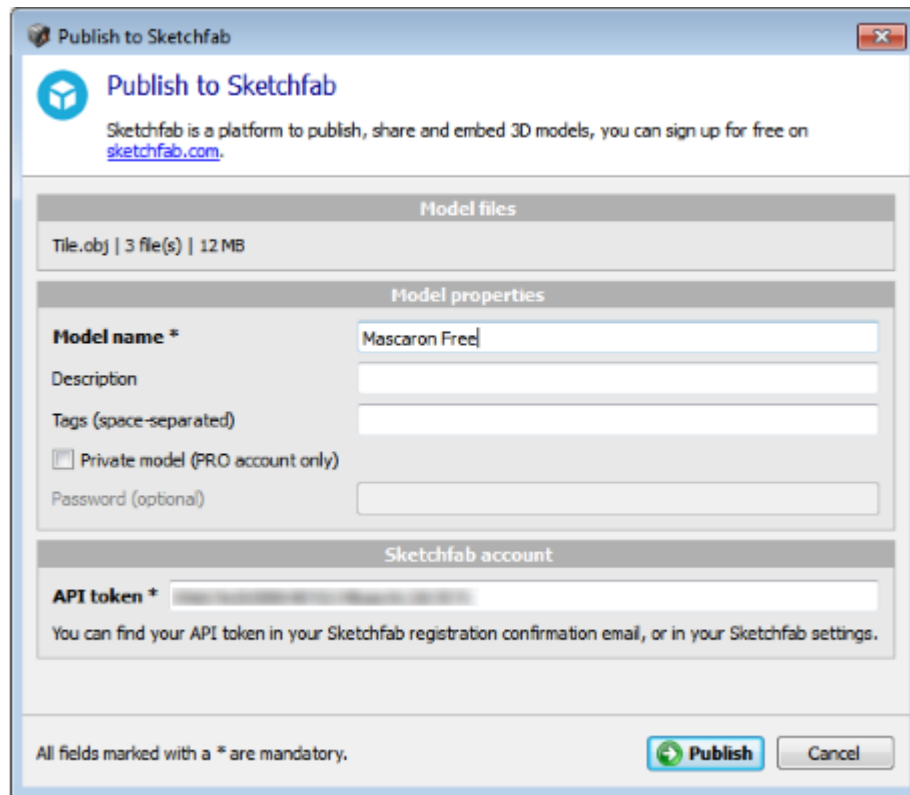 Publish to Sketchfab
Publish to Sketchfab
Sketchfab is a platform to publish, share and embed 3D models, you can sign up for free on
sketchfab.com.
Model files
Tile.obj | 3 file(s) | 12 MB
Model properties
Model name * Mascaron Free
Description
Tags (space-separated)
Private model (PRO account only)
Password (optional)
Sketchfab account
API token *
You can find your API token in your Sketchfab registration confirmation email, or in your Sketchfab settings.
All fields marked with a * are mandatory. Publish Cancel